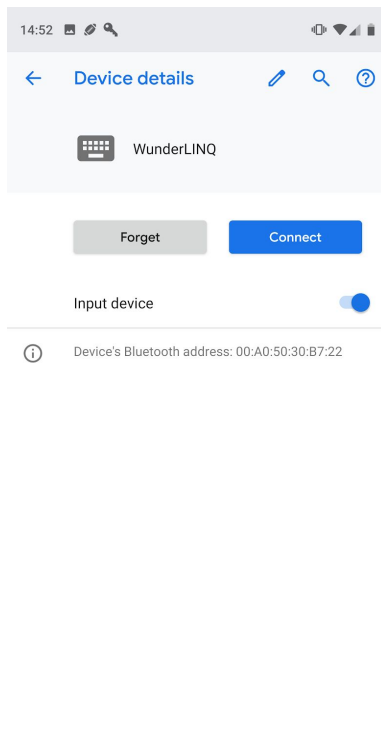 14:52
Device details
WunderLINQ
Forget Connect
Input device
Device's Bluetooth address: 00:A0:50:30:B7:22